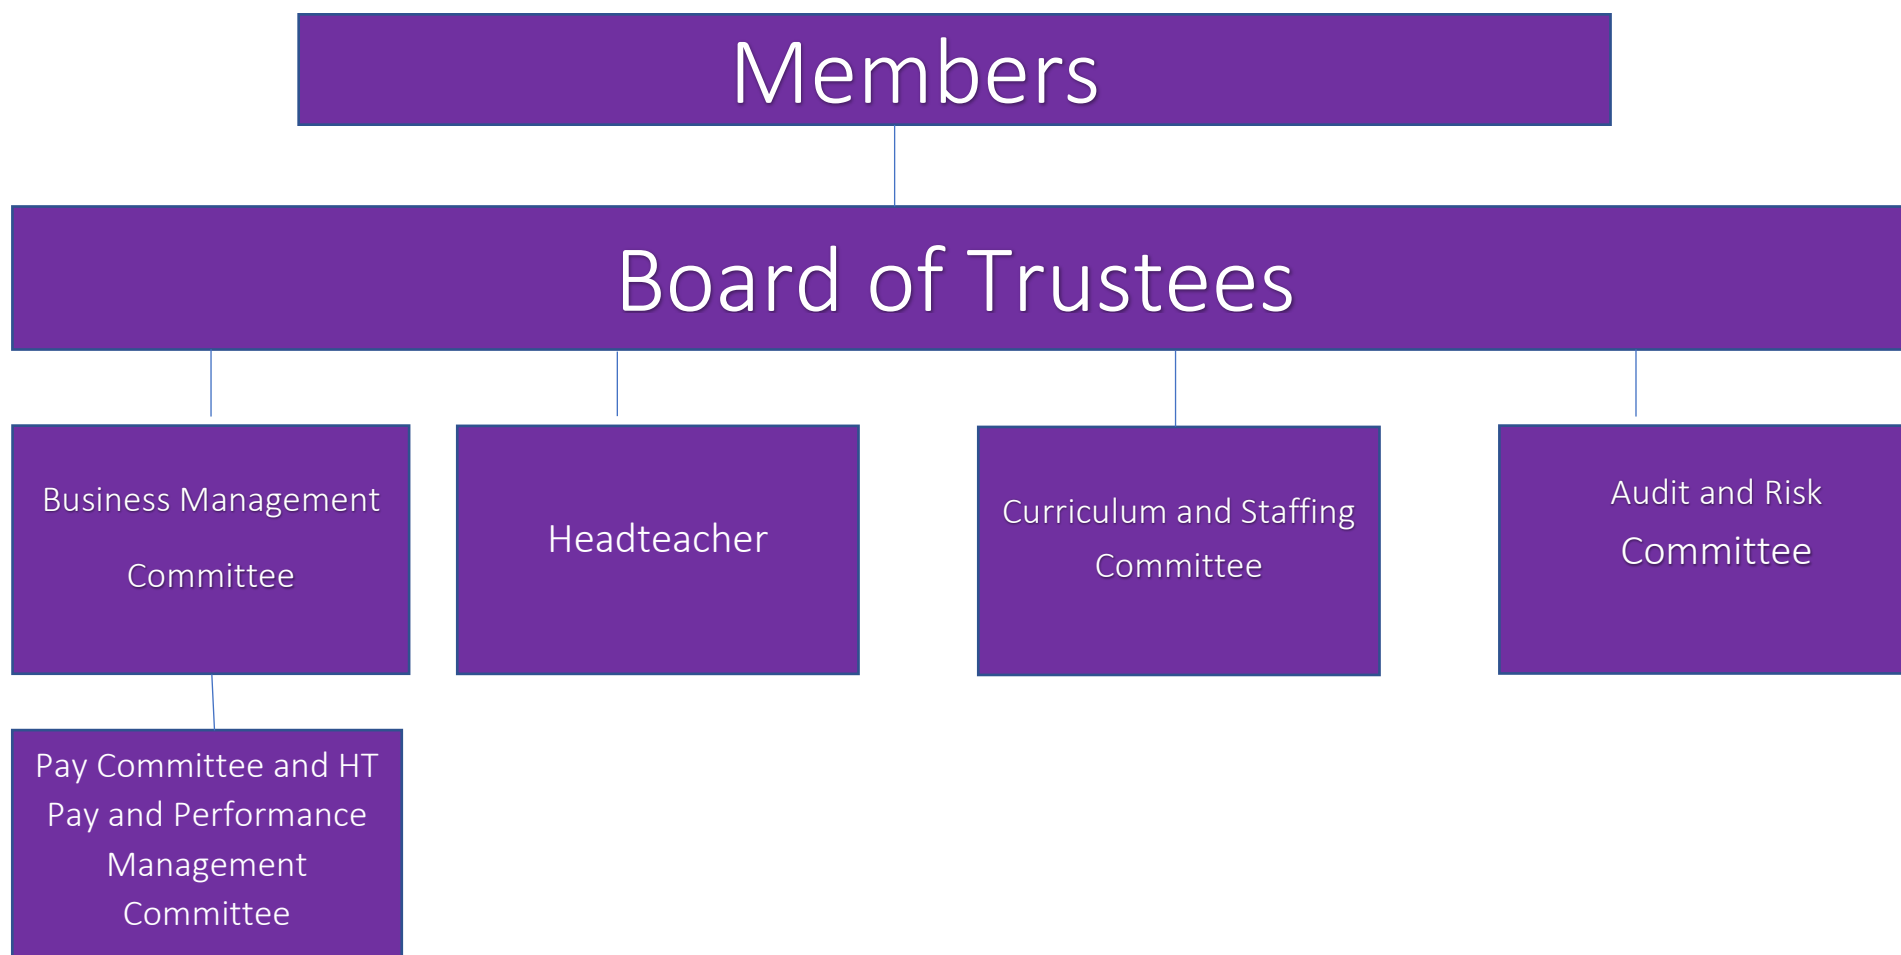 Members
Board of Trustees
Business Management
Committee
Headteacher
Curriculum and Staffing
Committee
Audit and Risk
Committee
Pay Committee and HT
Pay and Performance
Management
Committee